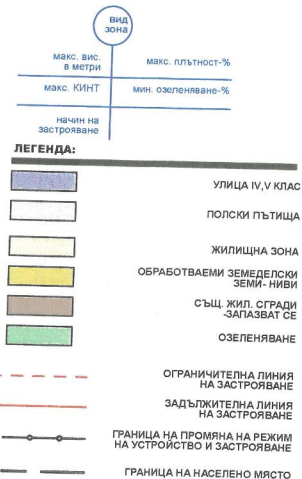 вид
зона
макс. вис.
в метри
макс. плътност-%
макс. КИНТ
мин. озеленяване-%
начин на
застрояване
ЛЕГЕНДА:
УЛИЦА IV,V КЛАС
ПОЛСКИ ПЪТИЩА
ЖИЛИЩНА ЗОНА
ОБРАБОТВАЕМИ ЗЕМЕДЕЛСКИ
ЗЕМИ- НИВИ
СЪЩ. ЖИЛ. СГРАДИ
-ЗАПАЗВАТ СЕ
ОЗЕЛЕНЯВАНЕ
ОГРАНИЧИТЕЛНА ЛИНИЯ
НА ЗАСТРОЯВАНЕ
ЗАДЪЛЖИТЕЛНА ЛИНИЯ
НА ЗАСТРОЯВАНЕ
ГРАНИЦА НА ПРОМЯНА НА РЕЖИМ
НА УСТРОЙСТВО И ЗАСТРОЯВАНЕ
ГРАНИЦА НА НАСЕЛЕНО МЯСТО